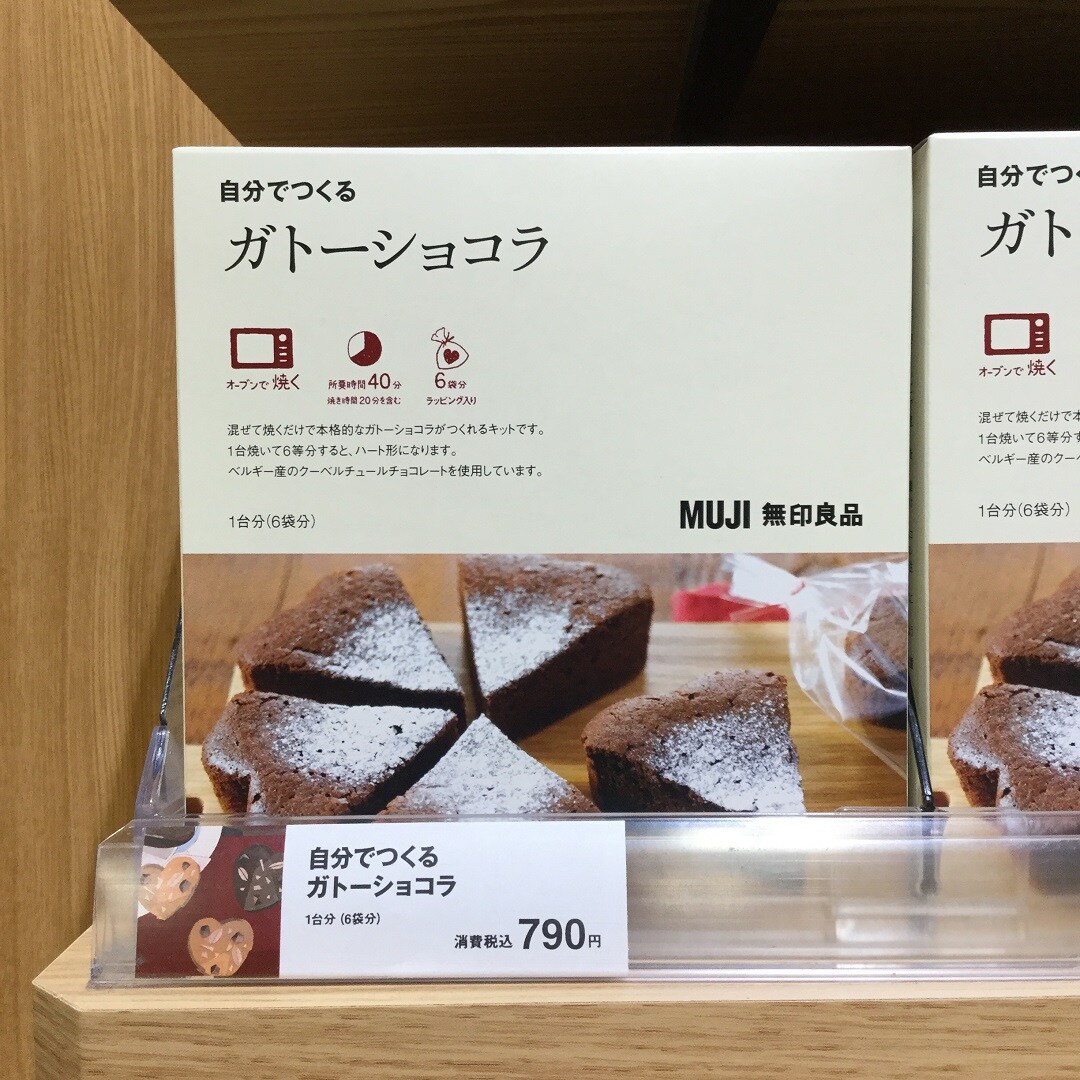 自分でつくる
ガトーショコラ
オーブンで 焼く
所要時間 40分
焼き時間20分を含む
6袋分
ラッピング入り
混ぜて焼くだけで本格的なガトーショコラがつくれるキットです。
1台焼いて6等分すると、ハート形になります。
ベルギー産のクーベルチュールチョコレートを使用しています。
1台分(6袋分)
MUJI 無印良品
自分でつ
ガト
オーブンで 焼く
混ぜて焼くだけで本
1台焼いて6等分す
ベルギー産のクー
1台分(6袋分)
自分でつくる
ガトーショコラ
1台分 (6袋分)
消費税込 790円